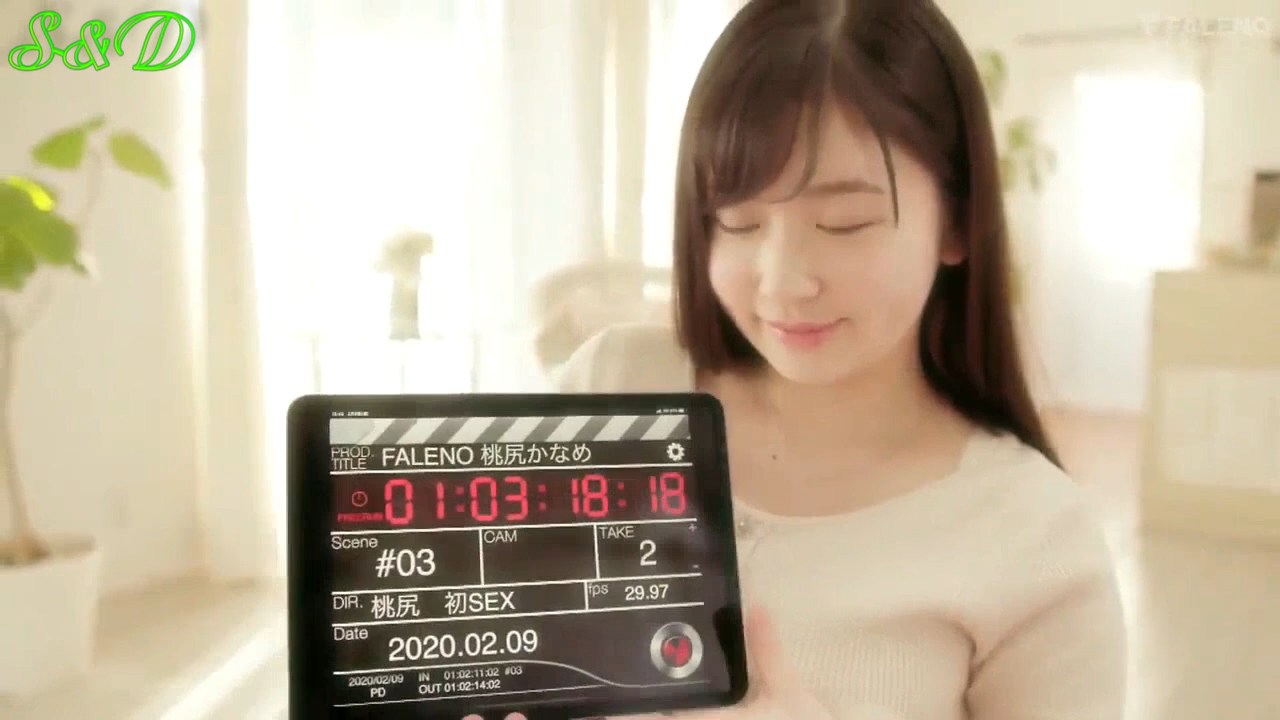 S&D
FALENO
PROD. TITLE FALENO 桃尻かなめ
01:03:18:18
FREERUN
Scene #03
CAM
TAKE 2
DIR. 桃尻 初SEX
fps 29.97
Date 2020.02.09
2020/02/09 IN 01:02:11:02 #03
PD OUT 01:02:14:02